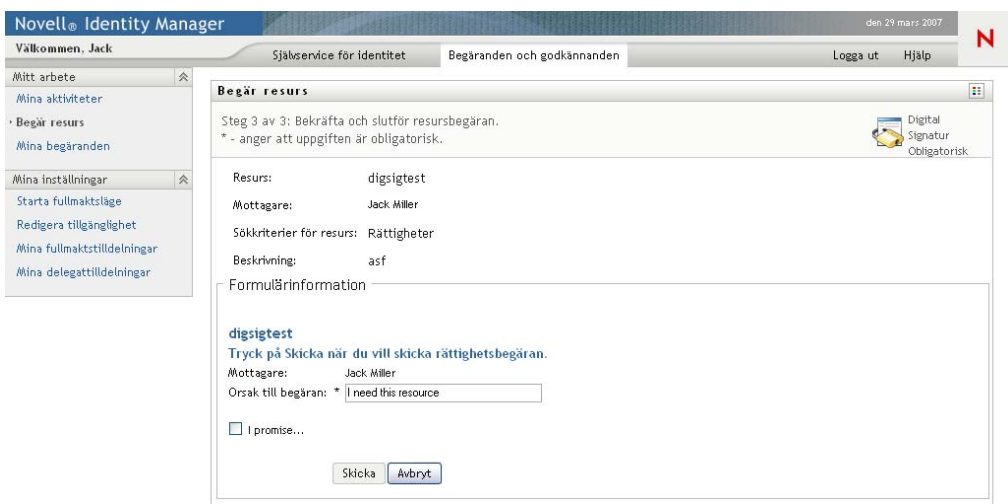 Novell® Identity Manager
den 29 mars 2007
N
Välkommen, Jack
Självservice för identitet
Begäranden och godkännanden
Logga ut
Hjälp
Mitt arbete
Mina aktiviteter
Begär resurs
Mina begäranden
Mina inställningar
Starta fullmaktsläge
Redigera tillgänglighet
Mina fullmaktstilldelningar
Mina delegattilldelningar
Begär resurs
Steg 3 av 3: Bekräfta och slutför resursbegäran.
* - anger att uppgiften är obligatorisk.
Digital
Signatur
Obligatorisk
Resurs: digsigtest
Mottagare: Jack Miller
Sökkriterier för resurs: Rättigheter
Beskrivning: asf
Formulärinformation
digsigtest
Tryck på Skicka när du vill skicka rättighetsbegäran.
Mottagare: Jack Miller
Orsak till begäran: * I need this resource
I promise...
Skicka Avbryt